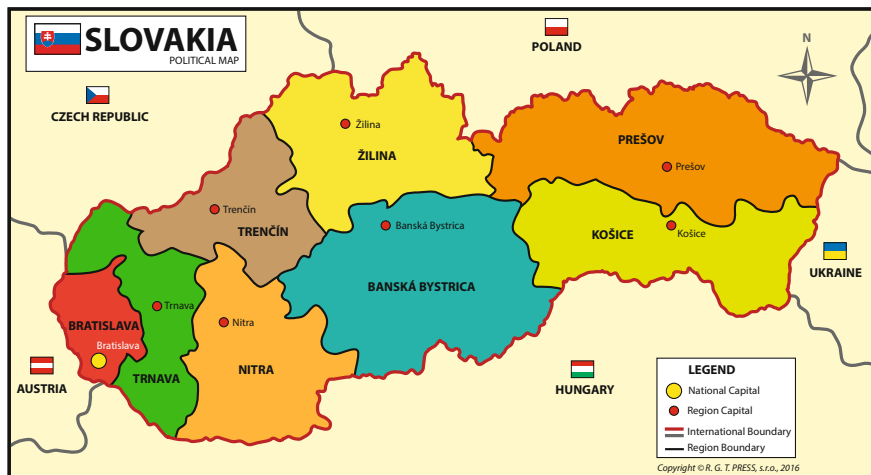 SLOVAKIA
POLITICAL MAP
POLAND
N
CZECH REPUBLIC
Žilina
ŽILINA
PREŠOV
Prešov
Trenčín
TRENČÍN
Banská Bystrica
KOŠICE
Košice
UKRAINE
BANSKÁ BYSTRICA
Trnava
BRATISLAVA
Bratislava
Nitra
NITRA
TRNAVA
AUSTRIA
HUNGARY
LEGEND
National Capital
Region Capital
International Boundary
Region Boundary
Copyright © R. G. T. PRESS, s.r.o., 2016